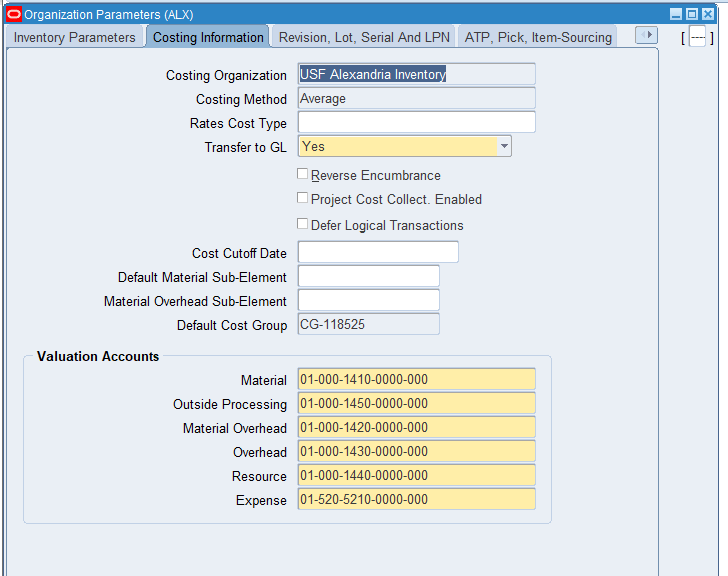 Organization Parameters (ALX)
Inventory Parameters Costing Information Revision, Lot, Serial And LPN ATP, Pick, Item-Sourcing [ ---- ]
Costing Organization USF Alexandria Inventory
Costing Method Average
Rates Cost Type
Transfer to GL Yes
Reverse Encumbrance
Project Cost Collect. Enabled
Defer Logical Transactions
Cost Cutoff Date
Default Material Sub-Element
Material Overhead Sub-Element
Default Cost Group CG-118525
Valuation Accounts
Material 01-000-1410-0000-000
Outside Processing 01-000-1450-0000-000
Material Overhead 01-000-1420-0000-000
Overhead 01-000-1430-0000-000
Resource 01-000-1440-0000-000
Expense 01-520-5210-0000-000